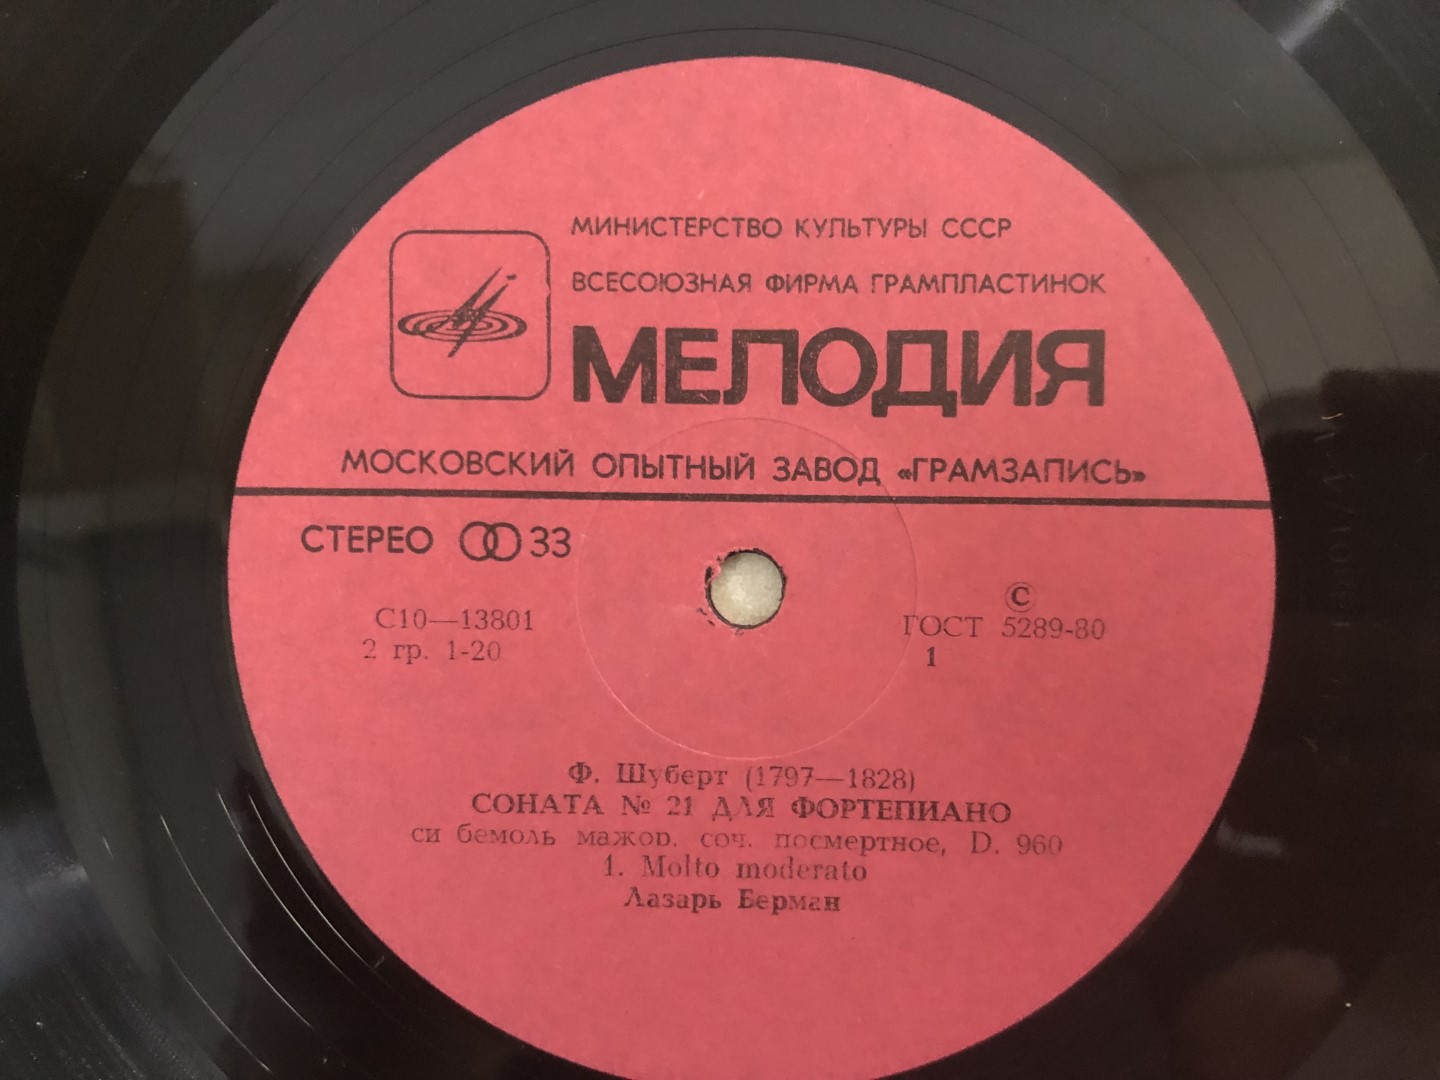 МИНИСТЕРСТВО КУЛЬТУРЫ СССР
ВСЕСОЮЗНАЯ ФИРМА ГРАМПЛАСТИНОК
МЕЛОДИЯ
МОСКОВСКИЙ ОПЫТНЫЙ ЗАВОД «ГРАМЗАПИСЬ»
СТЕРЕО 33
С10—13801
2 гр. 1-20
©
ГОСТ 5289-80
1
Ф. Шуберт (1797—1828)
СОНАТА № 21 ДЛЯ ФОРТЕПИАНО
си бемоль мажор. соч. посмертное, D. 960
1. Molto moderato
Лазарь Берман